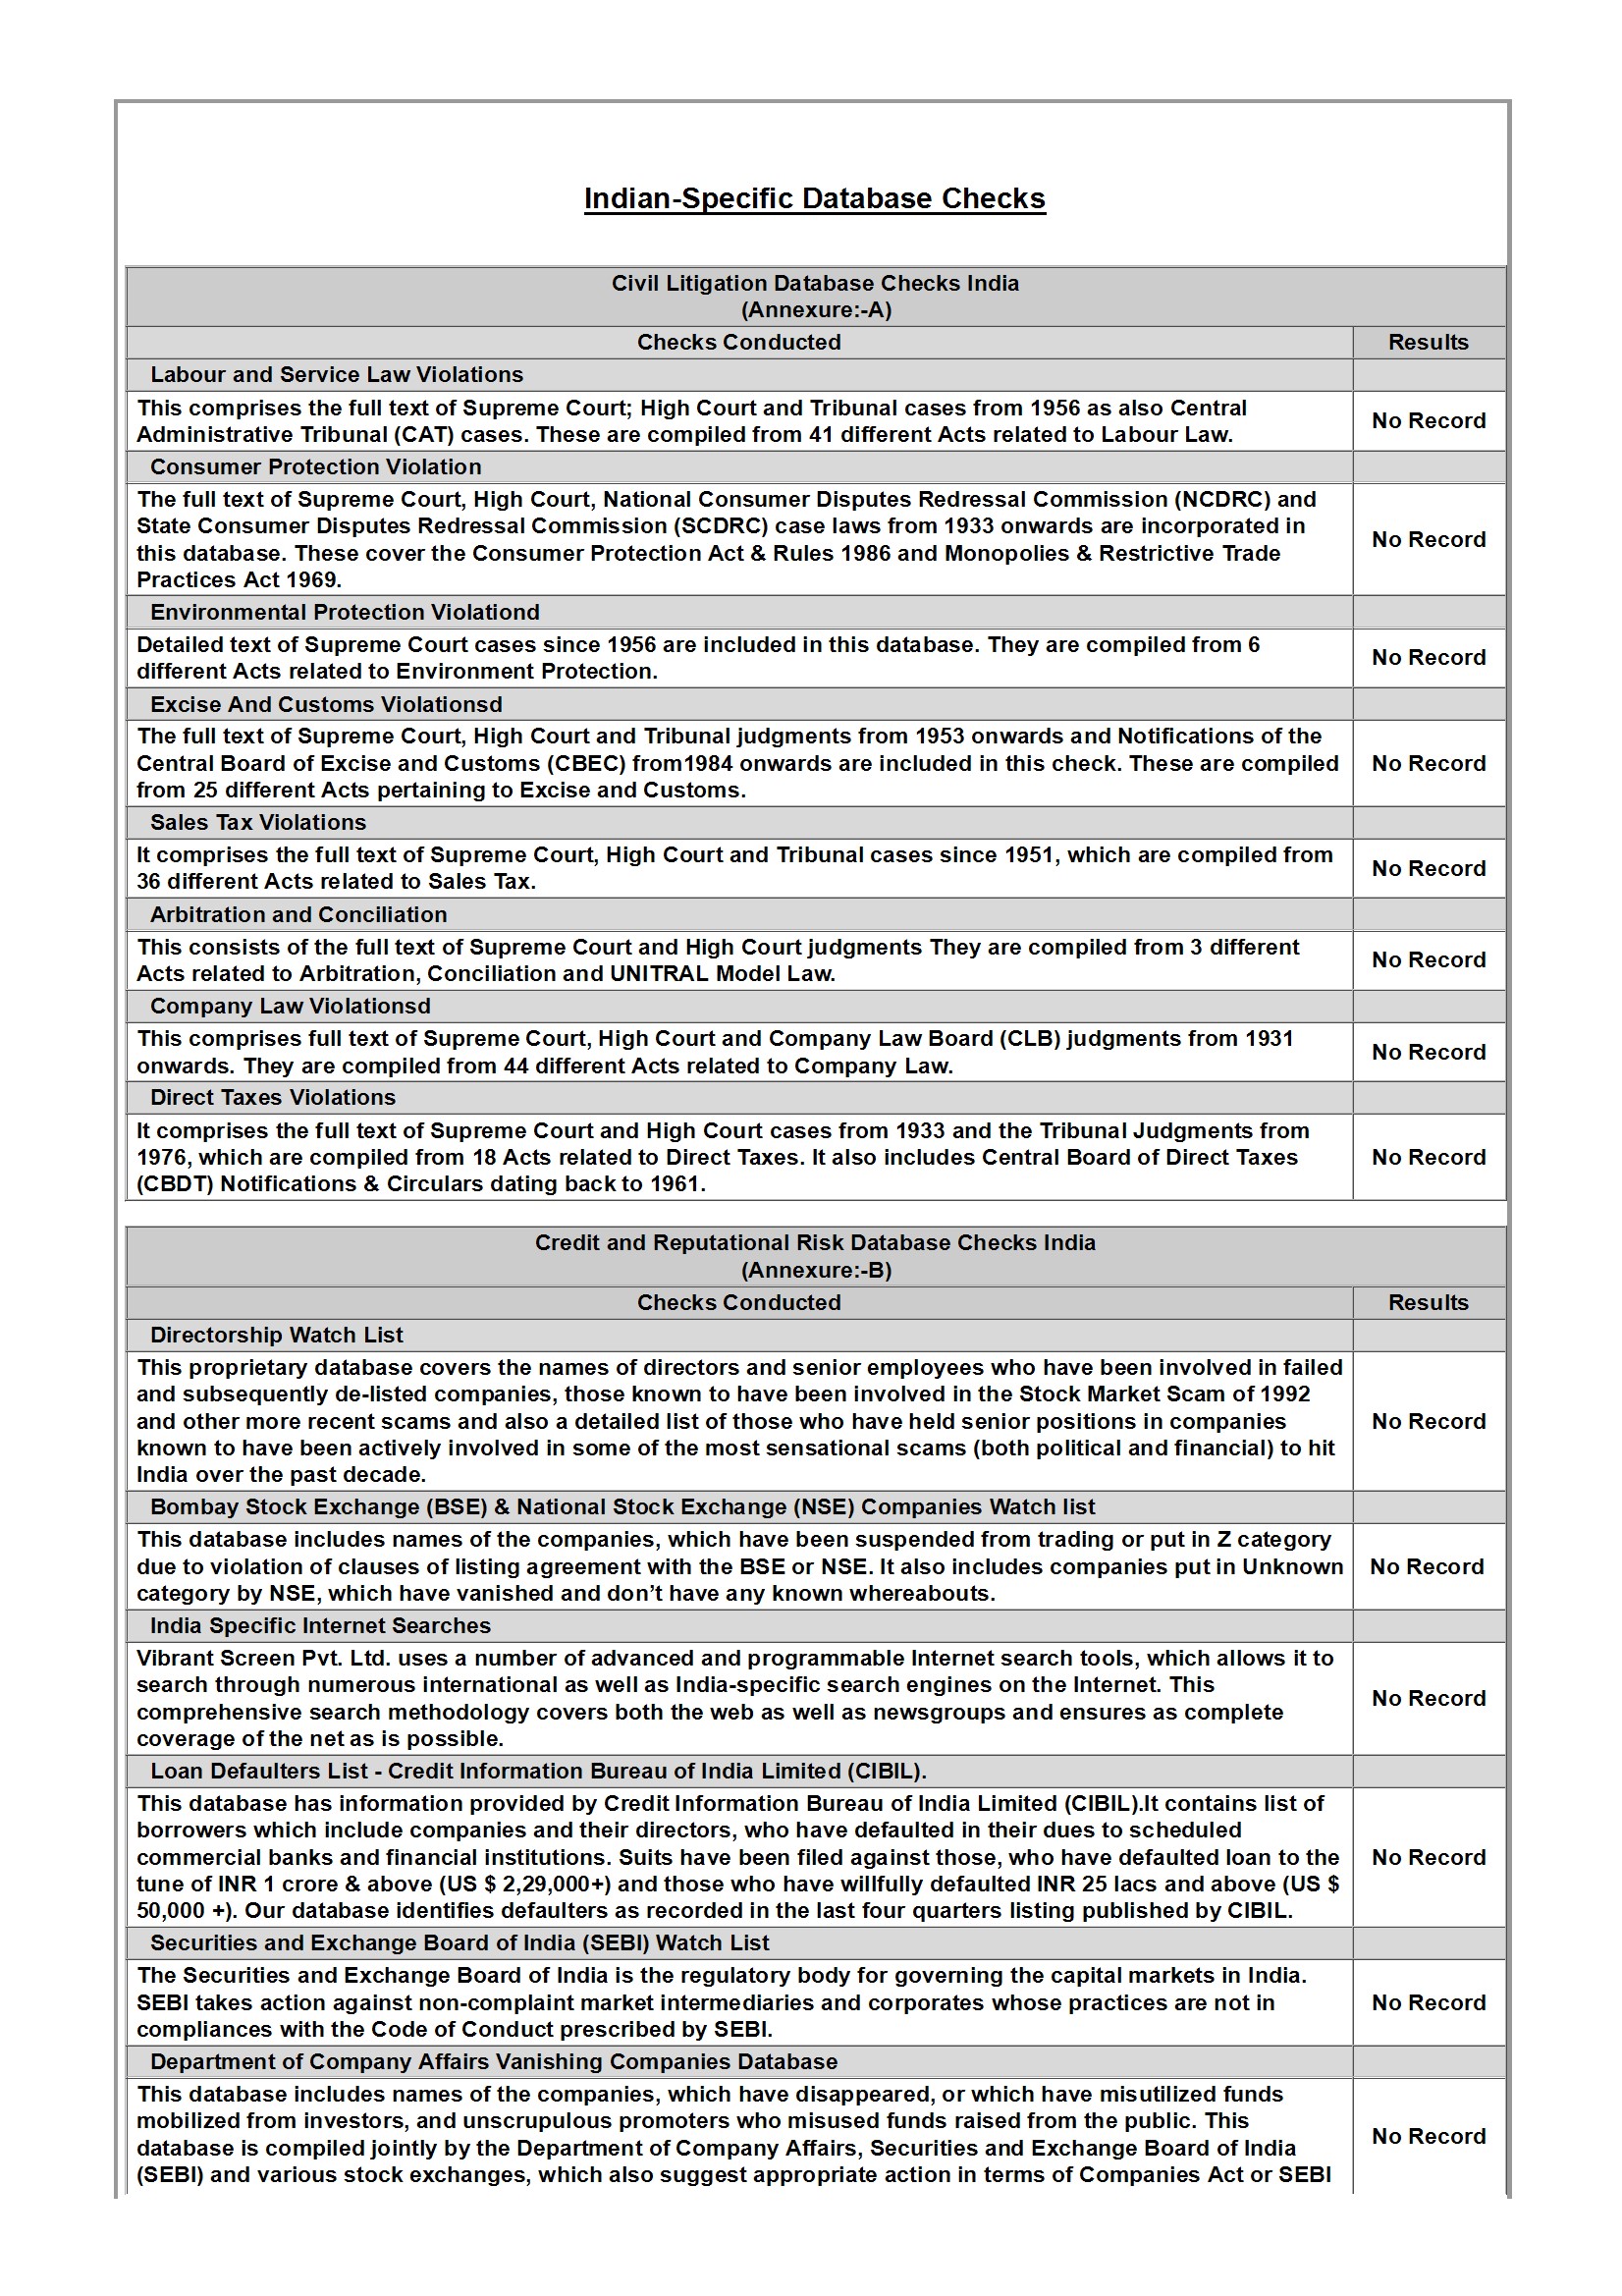 Indian-Specific Database Checks
Civil Litigation Database Checks India
(Annexure:-A)
Checks Conducted
Results
Labour and Service Law Violations
This comprises the full text of Supreme Court; High Court and Tribunal cases from 1956 as also Central
Administrative Tribunal (CAT) cases. These are compiled from 41 different Acts related to Labour Law.
No Record
Consumer Protection Violation
The full text of Supreme Court, High Court, National Consumer Disputes Redressal Commission (NCDRC) and
State Consumer Disputes Redressal Commission (SCDRC) case laws from 1933 onwards are incorporated in
this database. These cover the Consumer Protection Act & Rules 1986 and Monopolies & Restrictive Trade
Practices Act 1969.
No Record
Environmental Protection Violationd
Detailed text of Supreme Court cases since 1956 are included in this database. They are compiled from 6
different Acts related to Environment Protection.
No Record
Excise And Customs Violationsd
The full text of Supreme Court, High Court and Tribunal judgments from 1953 onwards and Notifications of the
Central Board of Excise and Customs (CBEC) from1984 onwards are included in this check. These are compiled
from 25 different Acts pertaining to Excise and Customs.
No Record
Sales Tax Violations
It comprises the full text of Supreme Court, High Court and Tribunal cases since 1951, which are compiled from
36 different Acts related to Sales Tax.
No Record
Arbitration and Conciliation
This consists of the full text of Supreme Court and High Court judgments They are compiled from 3 different
Acts related to Arbitration, Conciliation and UNITRAL Model Law.
No Record
Company Law Violationsd
This comprises full text of Supreme Court, High Court and Company Law Board (CLB) judgments from 1931
onwards. They are compiled from 44 different Acts related to Company Law.
No Record
Direct Taxes Violations
It comprises the full text of Supreme Court and High Court cases from 1933 and the Tribunal Judgments from
1976, which are compiled from 18 Acts related to Direct Taxes. It also includes Central Board of Direct Taxes
(CBDT) Notifications & Circulars dating back to 1961.
No Record
Credit and Reputational Risk Database Checks India
(Annexure:-B)
Checks Conducted
Results
Directorship Watch List
This proprietary database covers the names of directors and senior employees who have been involved in failed
and subsequently de-listed companies, those known to have been involved in the Stock Market Scam of 1992
and other more recent scams and also a detailed list of those who have held senior positions in companies
known to have been actively involved in some of the most sensational scams (both political and financial) to hit
India over the past decade.
No Record
Bombay Stock Exchange (BSE) & National Stock Exchange (NSE) Companies Watch list
This database includes names of the companies, which have been suspended from trading or put in Z category
due to violation of clauses of listing agreement with the BSE or NSE. It also includes companies put in Unknown
category by NSE, which have vanished and don’t have any known whereabouts.
No Record
India Specific Internet Searches
Vibrant Screen Pvt. Ltd. uses a number of advanced and programmable Internet search tools, which allows it to
search through numerous international as well as India-specific search engines on the Internet. This
comprehensive search methodology covers both the web as well as newsgroups and ensures as complete
coverage of the net as is possible.
No Record
Loan Defaulters List - Credit Information Bureau of India Limited (CIBIL).
This database has information provided by Credit Information Bureau of India Limited (CIBIL).It contains list of
borrowers which include companies and their directors, who have defaulted in their dues to scheduled
commercial banks and financial institutions. Suits have been filed against those, who have defaulted loan to the
tune of INR 1 crore & above (US $ 2,29,000+) and those who have willfully defaulted INR 25 lacs and above (US $
50,000 +). Our database identifies defaulters as recorded in the last four quarters listing published by CIBIL.
No Record
Securities and Exchange Board of India (SEBI) Watch List
The Securities and Exchange Board of India is the regulatory body for governing the capital markets in India.
SEBI takes action against non-complaint market intermediaries and corporates whose practices are not in
compliances with the Code of Conduct prescribed by SEBI.
No Record
Department of Company Affairs Vanishing Companies Database
This database includes names of the companies, which have disappeared, or which have misutilized funds
mobilized from investors, and unscrupulous promoters who misused funds raised from the public. This
database is compiled jointly by the Department of Company Affairs, Securities and Exchange Board of India
(SEBI) and various stock exchanges, which also suggest appropriate action in terms of Companies Act or SEBI
No Record